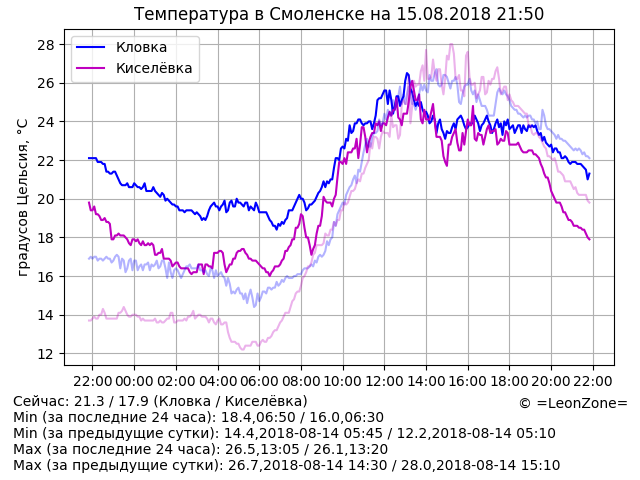 Температура в Смоленске на 15.08.2018 21:50
Кловка
Киселёвка
градусов Цельсия, °C
28
26
24
22
20
18
16
14
12
22:00 00:00 02:00 04:00 06:00 08:00 10:00 12:00 14:00 16:00 18:00 20:00 22:00
Сейчас: 21.3 / 17.9 (Кловка / Киселёвка)
© =LeonZone=
Min (за последние 24 часа): 18.4,06:50 / 16.0,06:30
Min (за предыдущие сутки): 14.4,2018-08-14 05:45 / 12.2,2018-08-14 05:10
Max (за последние 24 часа): 26.5,13:05 / 26.1,13:20
Max (за предыдущие сутки): 26.7,2018-08-14 14:30 / 28.0,2018-08-14 15:10